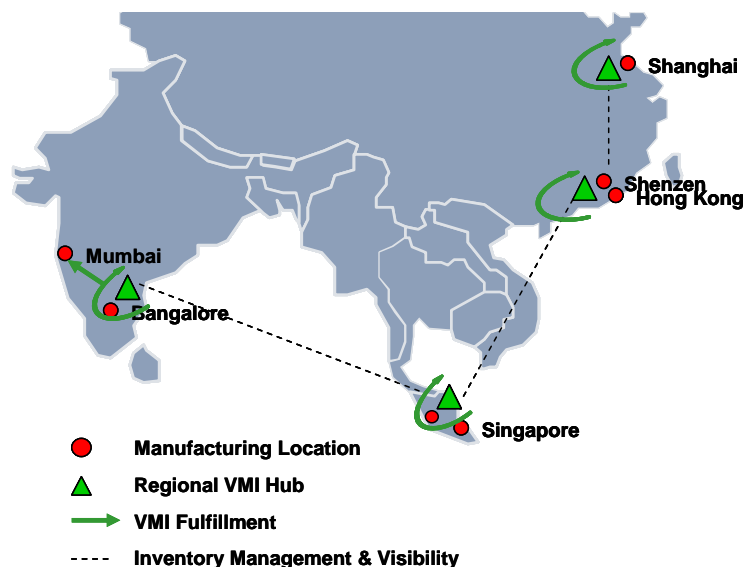 Shanghai
Shenzen
Hong Kong
Mumbai
Bangalore
Singapore
Manufacturing Location
Regional VMI Hub
VMI Fulfillment
Inventory Management & Visibility